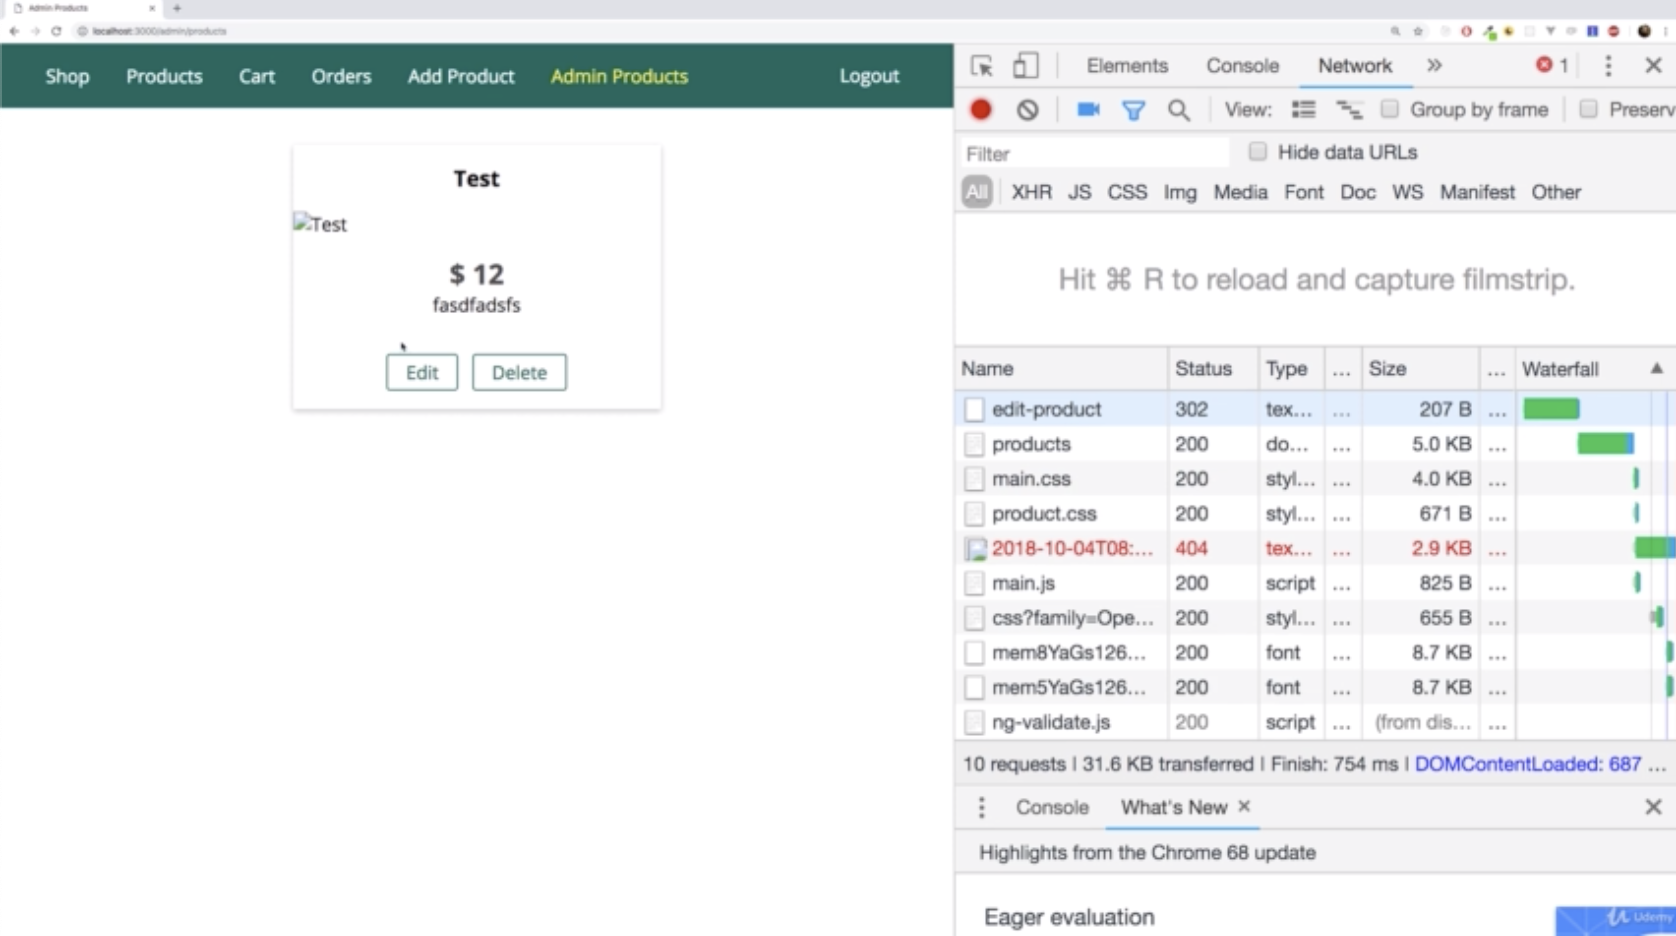 Admin Products
localhost:3000/admin/products
Shop Products Cart Orders Add Product Admin Products Logout
Test
Test
$ 12
fasdfadsfs
Edit Delete
Elements Console Network » 1
View: Group by frame Preserv
Filter Hide data URLs
All XHR JS CSS Img Media Font Doc WS Manifest Other
Hit ⌘ R to reload and capture filmstrip.
Name Status Type ... Size ... Waterfall ▲
edit-product 302 tex... ... 207 B ...
products 200 do... ... 5.0 KB ...
main.css 200 styl... ... 4.0 KB ...
product.css 200 styl... ... 671 B ...
2018-10-04T08:... 404 tex... ... 2.9 KB ...
main.js 200 script ... 825 B ...
css?family=Ope... 200 styl... ... 655 B ...
mem8YaGs126... 200 font ... 8.7 KB ...
mem5YaGs126... 200 font ... 8.7 KB ...
ng-validate.js 200 script ... (from dis... ...
10 requests | 31.6 KB transferred | Finish: 754 ms | DOMContentLoaded: 687 ...
Console What's New ×
Highlights from the Chrome 68 update
Eager evaluation
Udemy